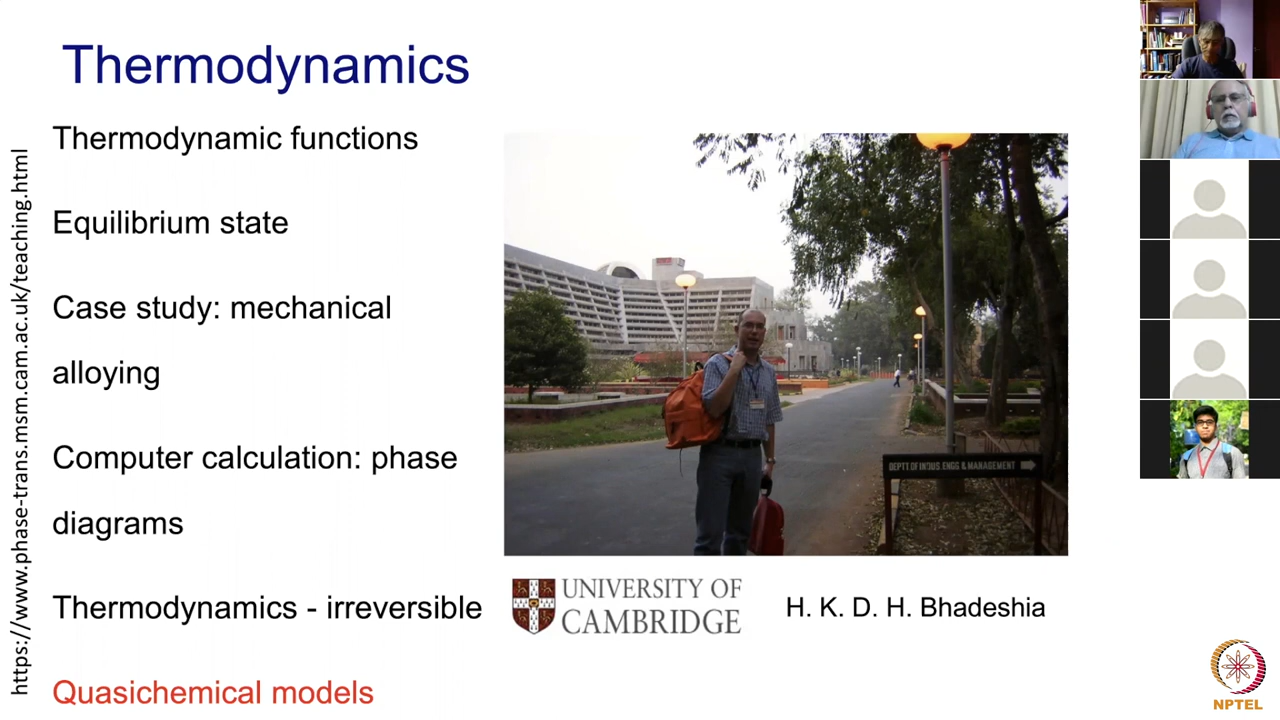 Thermodynamics
https://www.phase-trans.msm.cam.ac.uk/teaching.html
Thermodynamic functions
Equilibrium state
Case study: mechanical
alloying
Computer calculation: phase
diagrams
Thermodynamics - irreversible
Quasichemical models
DEPTT.OF INDUS. ENGG & MANAGEMENT
UNIVERSITY OF
CAMBRIDGE
H. K. D. H. Bhadeshia
NPTEL